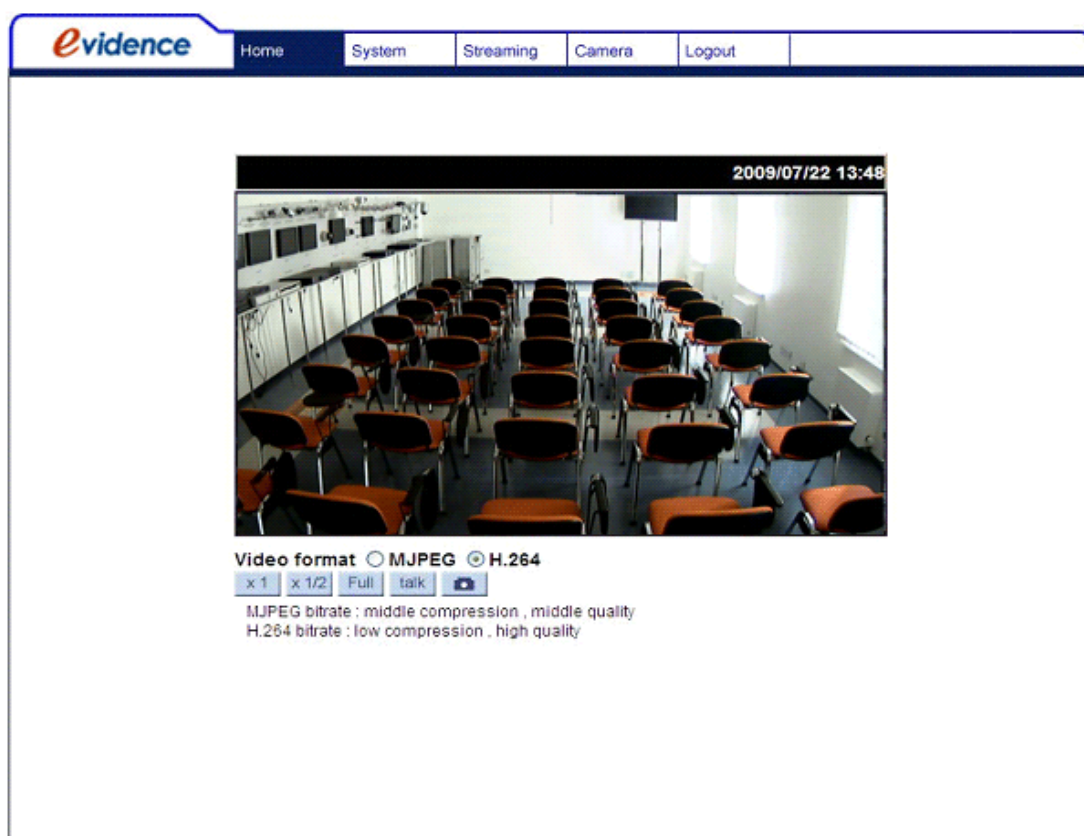 evidence
Home System Streaming Camera Logout
2009/07/22 13:48
Video format MJPEG H.264
x 1 x 1/2 Full talk
MJPEG bitrate : middle compression , middle quality
H.264 bitrate : low compression , high quality